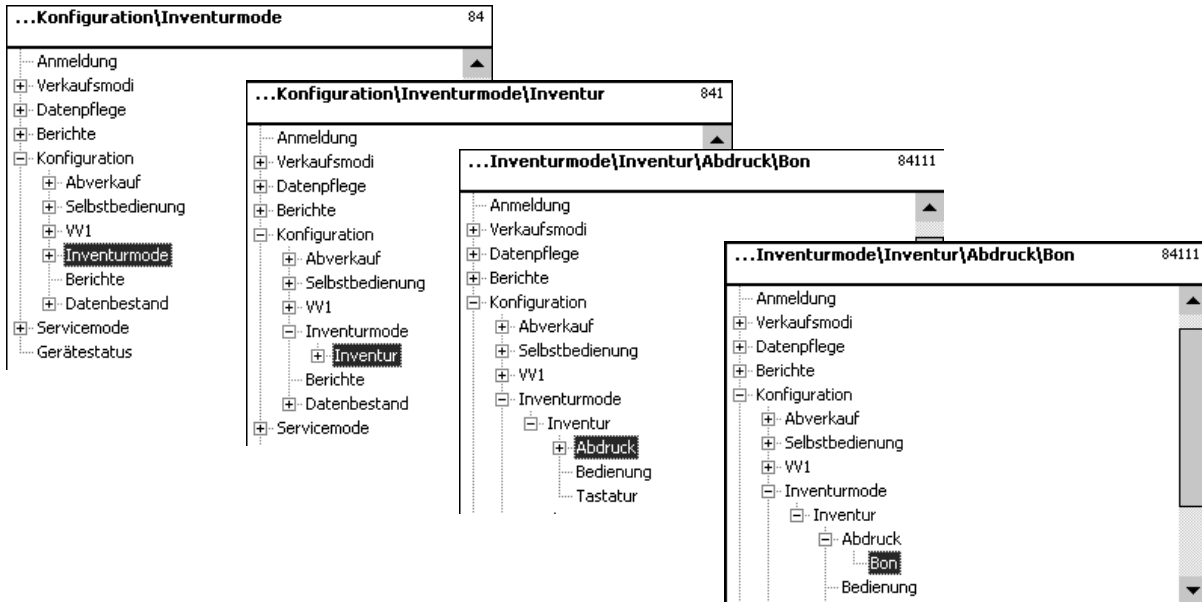 ...Konfiguration\Inventurmode 84
Anmeldung
Verkaufsmodi
Datenpflege
Berichte
Konfiguration
Abverkauf
Selbstbedienung
VV1
Inventurmode
Berichte
Datenbestand
Servicemode
Gerätestatus
...Konfiguration\Inventurmode\Inventur 841
Anmeldung
Verkaufsmodi
Datenpflege
Berichte
Konfiguration
Abverkauf
Selbstbedienung
VV1
Inventurmode
Inventur
Berichte
Datenbestand
Servicemode
...Inventurmode\Inventur\Abdruck\Bon 84111
Anmeldung
Verkaufsmodi
Datenpflege
Berichte
Konfiguration
Abverkauf
Selbstbedienung
VV1
Inventurmode
Inventur
Abdruck
Bedienung
Tastatur
...Inventurmode\Inventur\Abdruck\Bon 84111
Anmeldung
Verkaufsmodi
Datenpflege
Berichte
Konfiguration
Abverkauf
Selbstbedienung
VV1
Inventurmode
Inventur
Abdruck
Bon
Bedienung